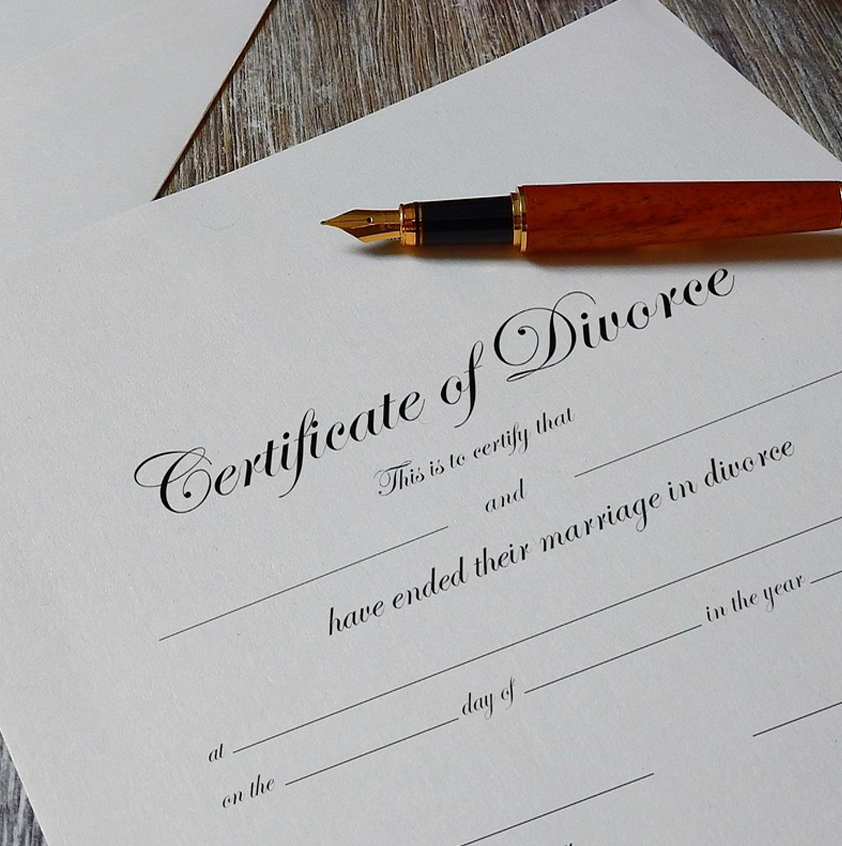 Certificate of Divorce
This is to certify that
and
have ended their marriage in divorce
at
on the day of in the year